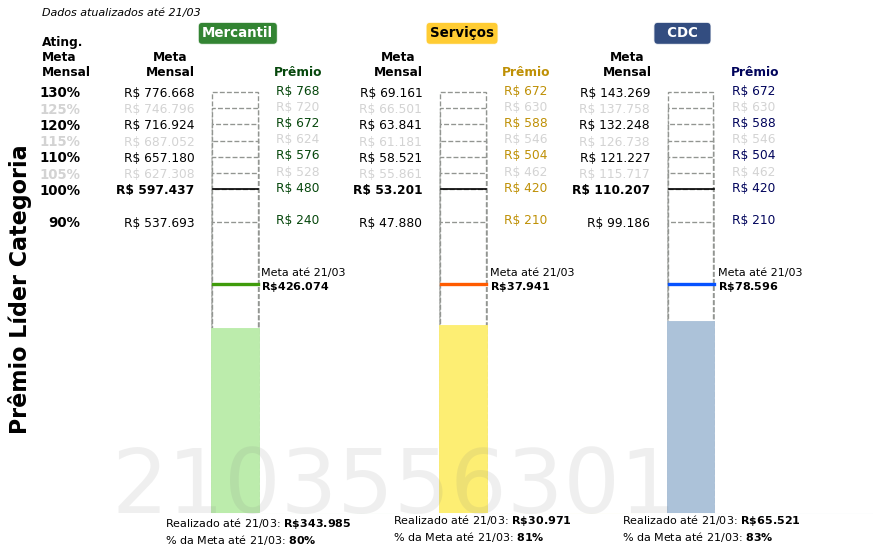 Dados atualizados até 21/03
Mercantil Serviços CDC
Ating. Meta Mensal Meta Mensal Prêmio Meta Mensal Prêmio Meta Mensal Prêmio
130% R$ 776.668 R$ 768 R$ 69.161 R$ 672 R$ 143.269 R$ 672
125% R$ 746.796 R$ 720 R$ 66.501 R$ 630 R$ 137.758 R$ 630
120% R$ 716.924 R$ 672 R$ 63.841 R$ 588 R$ 132.248 R$ 588
115% R$ 687.052 R$ 624 R$ 61.181 R$ 546 R$ 126.738 R$ 546
110% R$ 657.180 R$ 576 R$ 58.521 R$ 504 R$ 121.227 R$ 504
105% R$ 627.308 R$ 528 R$ 55.861 R$ 462 R$ 115.717 R$ 462
100% R$ 597.437 R$ 480 R$ 53.201 R$ 420 R$ 110.207 R$ 420
90% R$ 537.693 R$ 240 R$ 47.880 R$ 210 R$ 99.186 R$ 210
Meta até 21/03 Meta até 21/03 Meta até 21/03
R$426.074 R$37.941 R$78.596
Prêmio Líder Categoria
2103556301
Realizado até 21/03: R$343.985 Realizado até 21/03: R$30.971 Realizado até 21/03: R$65.521
% da Meta até 21/03: 80% % da Meta até 21/03: 81% % da Meta até 21/03: 83%